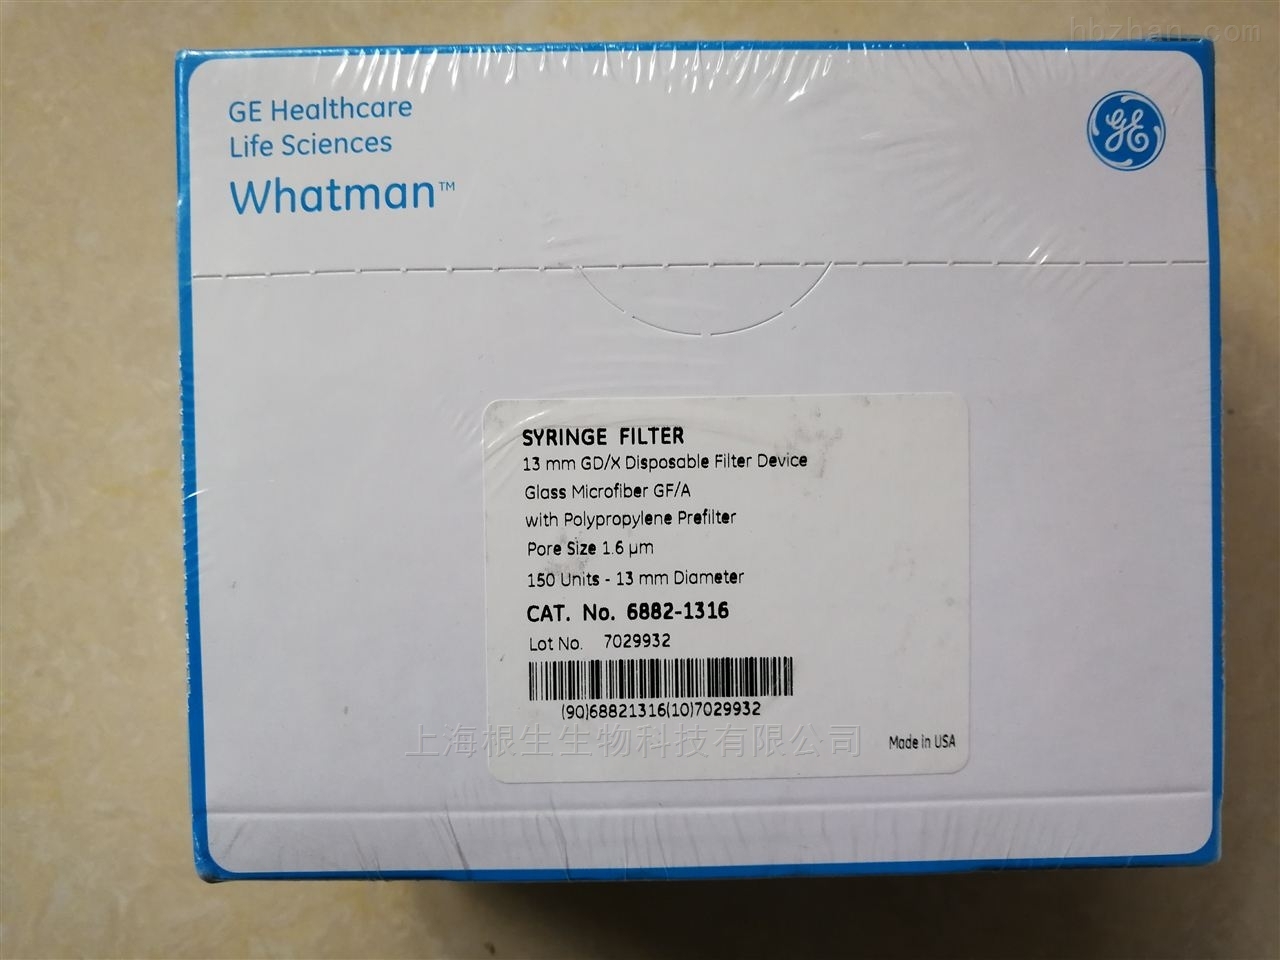 hbzhan.com
GE Healthcare
Life Sciences
Whatman™
GE
SYRINGE FILTER
13 mm GD/X Disposable Filter Device
Glass Microfiber GF/A
with Polypropylene Prefilter
Pore Size 1.6 µm
150 Units - 13 mm Diameter
CAT. No. 6882-1316
Lot No. 7029932
(90)68821316(10)7029932
上海根生生物科技有限公司
Made in USA